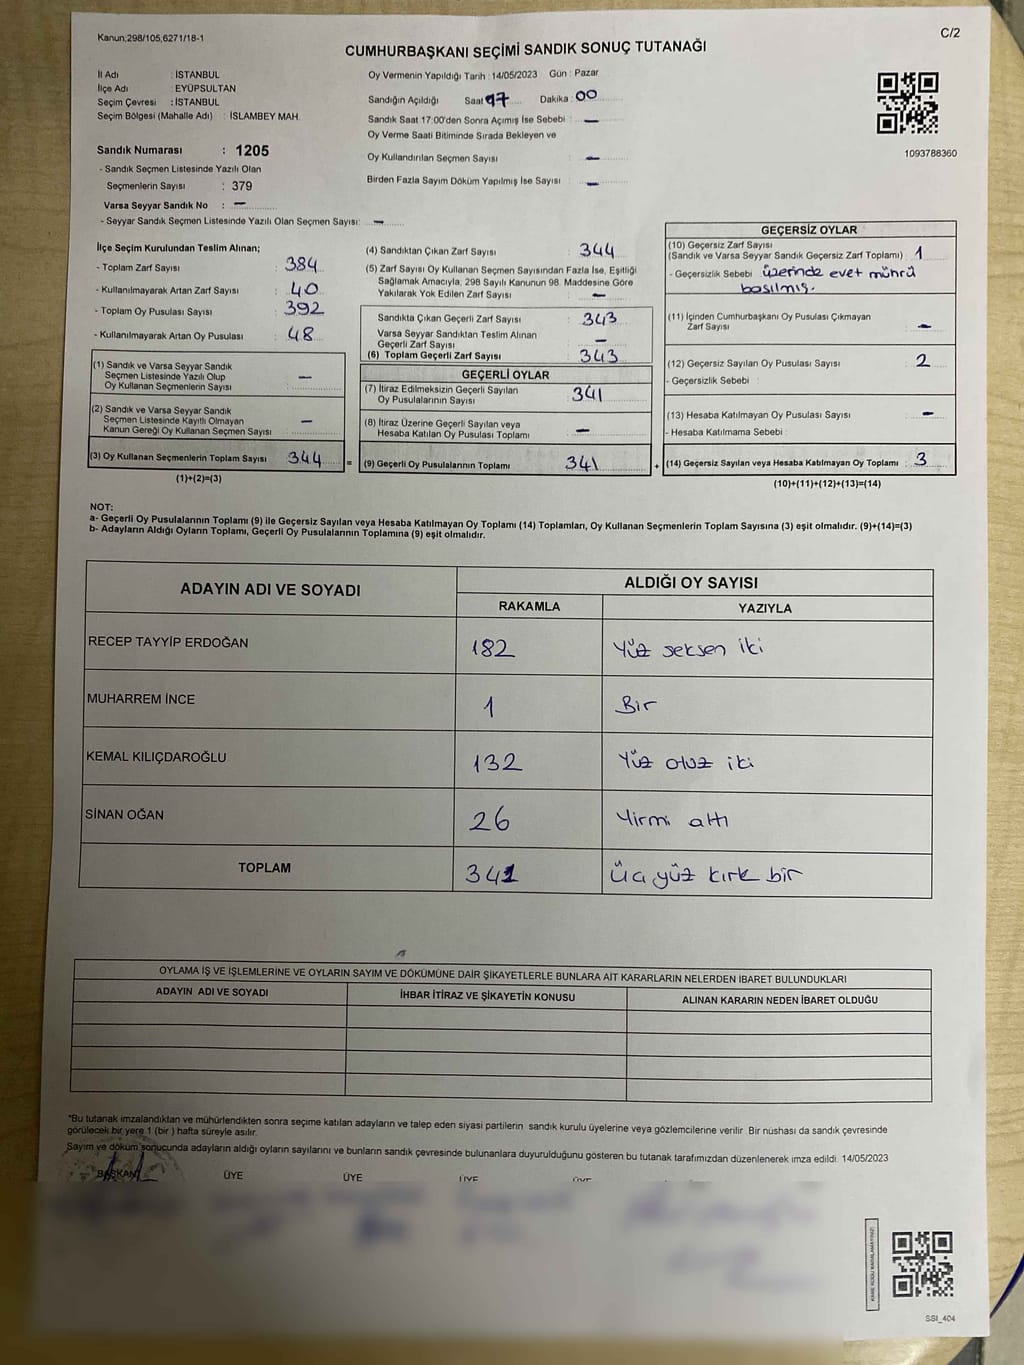 Kanun;298/105,6271/18-1
C/2
CUMHURBAŞKANI SEÇİMİ SANDIK SONUÇ TUTANAĞI
İl Adı : İSTANBUL
İlçe Adı : EYÜPSULTAN
Seçim Çevresi : İSTANBUL
Seçim Bölgesi (Mahalle Adı) : İSLAMBEY MAH.
Sandık Numarası : 1205
- Sandık Seçmen Listesinde Yazılı Olan
Seçmenlerin Sayısı : 379
Varsa Seyyar Sandık No : —
- Seyyar Sandık Seçmen Listesinde Yazılı Olan Seçmen Sayısı: —
Oy Vermenin Yapıldığı Tarih : 14/05/2023 Gün : Pazar
Sandığın Açıldığı Saat 17 Dakika : 00
Sandık Saat 17:00'den Sonra Açımış İse Sebebi : —
Oy Verme Saati Bitiminde Sırada Bekleyen ve
Oy Kullandırılan Seçmen Sayısı : —
Birden Fazla Sayım Döküm Yapılmış İse Sayısı : —
1093788360
İlçe Seçim Kurulundan Teslim Alınan;
- Toplam Zarf Sayısı : 384
- Kullanılmayarak Artan Zarf Sayısı : 40
- Toplam Oy Pusulası Sayısı : 392
- Kullanılmayarak Artan Oy Pusulası : 48
(1) Sandık ve Varsa Seyyar Sandık
Seçmen Listesinde Yazılı Olup
Oy Kullanan Seçmenlerin Sayısı —
(2) Sandık ve Varsa Seyyar Sandık
Seçmen Listesinde Kayıtlı Olmayan
Kanun Gereği Oy Kullanan Seçmen Sayısı —
(3) Oy Kullanan Seçmenlerin Toplam Sayısı 344 =
(1)+(2)=(3)
(4) Sandıktan Çıkan Zarf Sayısı : 344
(5) Zarf Sayısı Oy Kullanan Seçmen Sayısından Fazla İse, Eşitliği
Sağlamak Amacıyla, 298 Sayılı Kanunun 98. Maddesine Göre
Yakılarak Yok Edilen Zarf Sayısı : —
Sandıkta Çıkan Geçerli Zarf Sayısı : 343
Varsa Seyyar Sandıktan Teslim Alınan
Geçerli Zarf Sayısı : —
(6) Toplam Geçerli Zarf Sayısı : 343
GEÇERLİ OYLAR
(7) İtiraz Edilmeksizin Geçerli Sayılan
Oy Pusulalarının Sayısı : 341
(8) İtiraz Üzerine Geçerli Sayılan veya
Hesaba Katılan Oy Pusulası Toplamı : —
(9) Geçerli Oy Pusulalarının Toplamı : 341 +
GEÇERSİZ OYLAR
(10) Geçersiz Zarf Sayısı
(Sandık ve Varsa Seyyar Sandık Geçersiz Zarf Toplamı) : 1
- Geçersizlik Sebebi : üzerinde evet mührü
basılmış.
(11) İçinden Cumhurbaşkanı Oy Pusulası Çıkmayan
Zarf Sayısı : —
(12) Geçersiz Sayılan Oy Pusulası Sayısı : 2
- Geçersizlik Sebebi :
(13) Hesaba Katılmayan Oy Pusulası Sayısı : —
- Hesaba Katılmama Sebebi :
(14) Geçersiz Sayılan veya Hesaba Katılmayan Oy Toplamı : 3
(10)+(11)+(12)+(13)=(14)
NOT:
a- Geçerli Oy Pusulalarının Toplamı (9) ile Geçersiz Sayılan veya Hesaba Katılmayan Oy Toplamı (14) Toplamları, Oy Kullanan Seçmenlerin Toplam Sayısına (3) eşit olmalıdır. (9)+(14)=(3)
b- Adayların Aldığı Oyların Toplamı, Geçerli Oy Pusulalarının Toplamına (9) eşit olmalıdır.
ADAYIN ADI VE SOYADI
ALDIĞI OY SAYISI
RAKAMLA YAZIYLA
RECEP TAYYİP ERDOĞAN 182 Yüz seksen iki
MUHARREM İNCE 1 Bir
KEMAL KILIÇDAROĞLU 132 Yüz otuz iki
SİNAN OĞAN 26 Yirmi altı
TOPLAM 341 Üç yüz kırk bir
OYLAMA İŞ VE İŞLEMLERİNE VE OYLARIN SAYIM VE DÖKÜMÜNE DAİR ŞİKAYETLERLE BUNLARA AİT KARARLARIN NELERDEN İBARET BULUNDUKLARI
ADAYIN ADI VE SOYADI İHBAR İTİRAZ VE ŞİKAYETİN KONUSU ALINAN KARARIN NEDEN İBARET OLDUĞU
*Bu tutanak imzalandıktan ve mühürlendikten sonra seçime katılan adayların ve talep eden siyasi partilerin sandık kurulu üyelerine veya gözlemcilerine verilir. Bir nüshası da sandık çevresinde
görülecek bir yere 1 (bir ) hafta süreyle asılır.
Sayım ve döküm sonucunda adayların aldığı oyların sayılarını ve bunların sandık çevresinde bulunanlara duyurulduğunu gösteren bu tutanak tarafımızdan düzenlenerek imza edildi. 14/05/2023
BAŞKAN ÜYE ÜYE ÜYE ÜYE
SSI_404